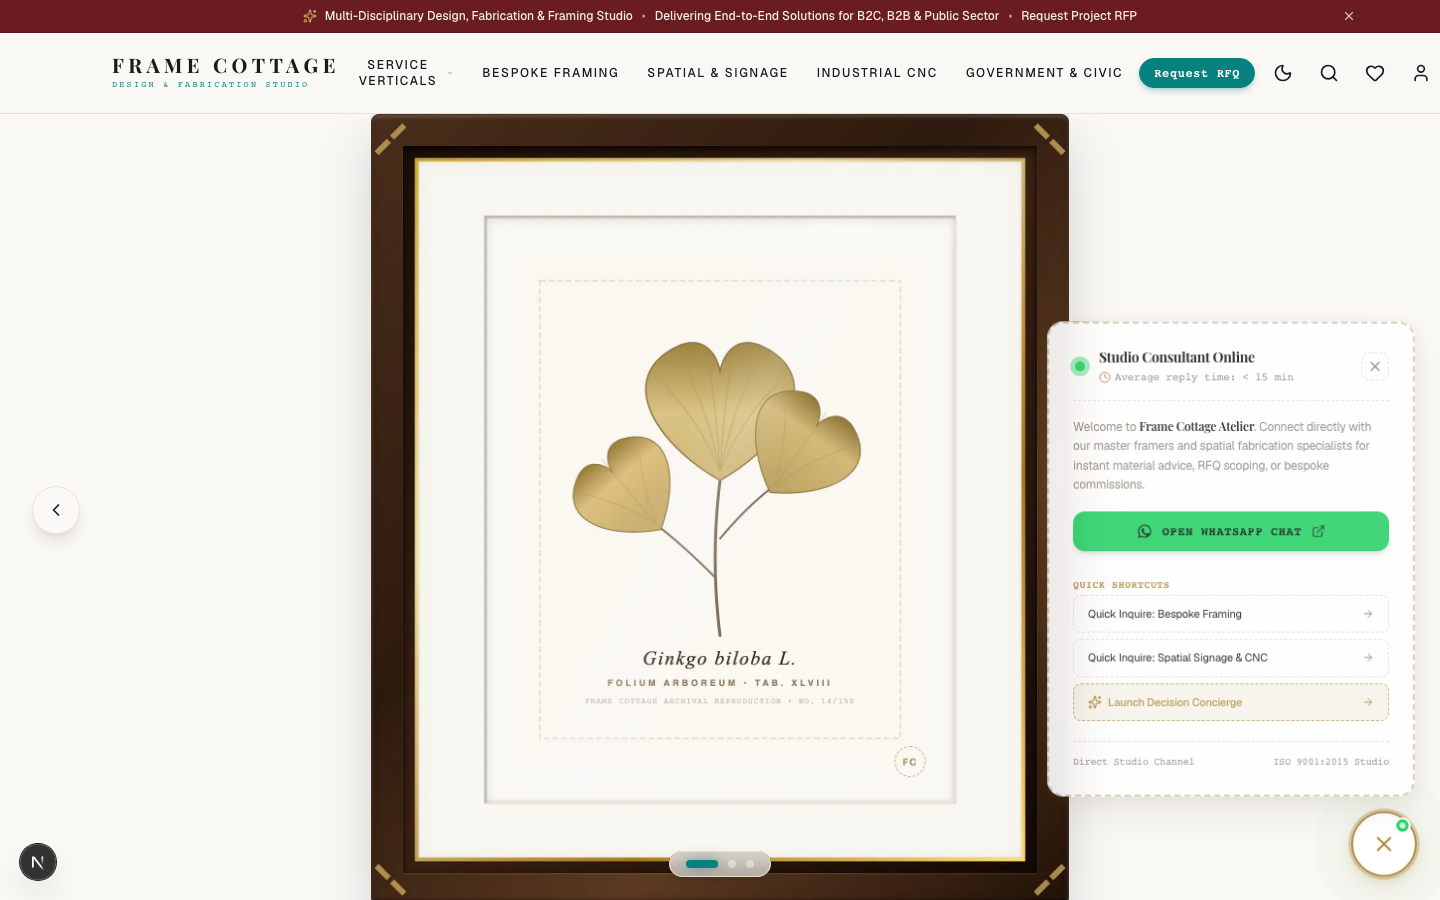 Multi-Disciplinary Design, Fabrication & Framing Studio • Delivering End-to-End Solutions for B2C, B2B & Public Sector • Request Project RFP
FRAME COTTAGE
DESIGN & FABRICATION STUDIO
SERVICE
VERTICALS
BESPOKE FRAMING
SPATIAL & SIGNAGE
INDUSTRIAL CNC
GOVERNMENT & CIVIC
Request RFQ
Ginkgo biloba L.
FOLIUM ARBOREUM • TAB. XLVIII
FRAME COTTAGE ARCHIVAL REPRODUCTION • NO. 14/150
FC
Studio Consultant Online
Average reply time: < 15 min
Welcome to Frame Cottage Atelier. Connect directly with
our master framers and spatial fabrication specialists for
instant material advice, RFQ scoping, or bespoke
commissions.
OPEN WHATSAPP CHAT
QUICK SHORTCUTS
Quick Inquire: Bespoke Framing
Quick Inquire: Spatial Signage & CNC
Launch Decision Concierge
Direct Studio Channel
ISO 9001:2015 Studio
N